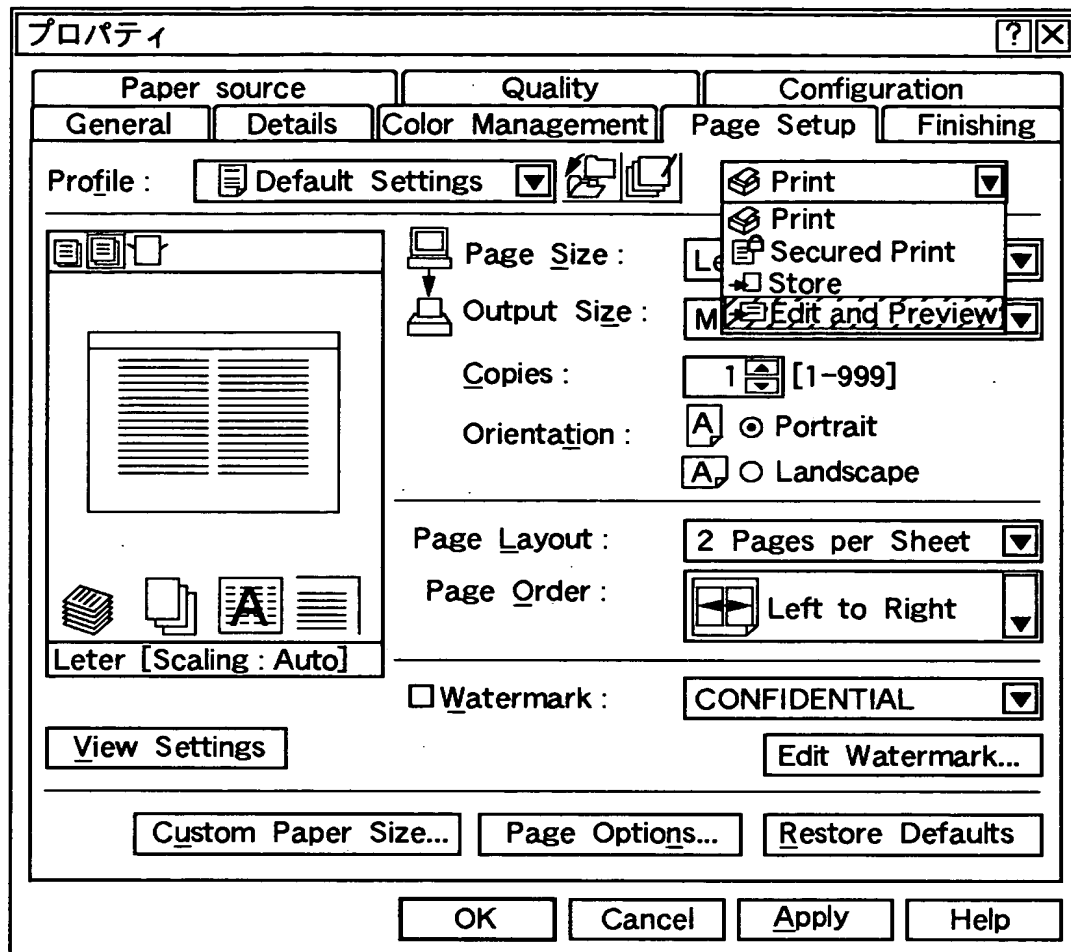 プロパティ ? X
Paper source Quality Configuration
General Details Color Management Page Setup Finishing
Profile : Default Settings Print
Print
Secured Print
Store
Edit and Preview
Page Size : Le
Output Size : M
Copies : 1 [1-999]
Orientation : A Portrait
A Landscape
Page Layout : 2 Pages per Sheet
Page Order : Left to Right
A
Leter [Scaling : Auto]
Watermark : CONFIDENTIAL
View Settings Edit Watermark...
Custom Paper Size... Page Options... Restore Defaults
OK Cancel Apply Help